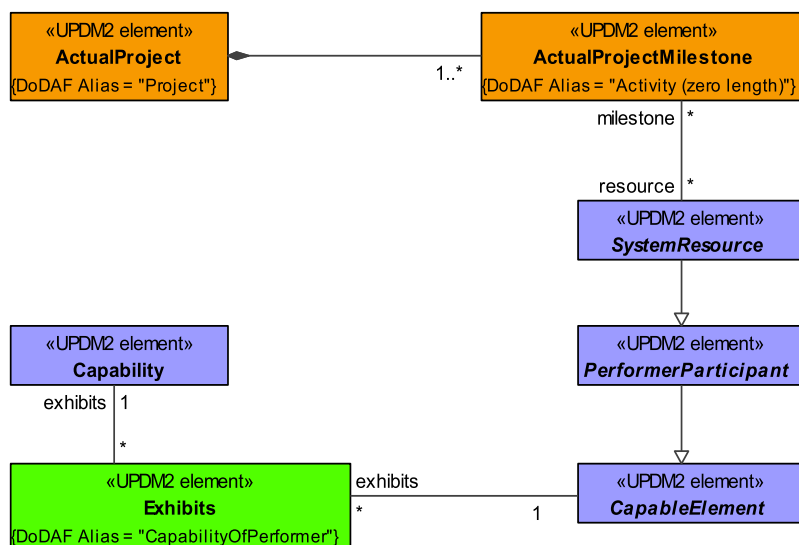 «UPDM2 element»
ActualProject
{DoDAF Alias = "Project"}
1..*
«UPDM2 element»
ActualProjectMilestone
{DoDAF Alias = "Activity (zero length)"}
milestone
*
resource
*
«UPDM2 element»
SystemResource
«UPDM2 element»
Capability
«UPDM2 element»
PerformerParticipant
exhibits
1
*
«UPDM2 element»
Exhibits
{DoDAF Alias = "CapabilityOfPerformer"}
exhibits
*
1
«UPDM2 element»
CapableElement